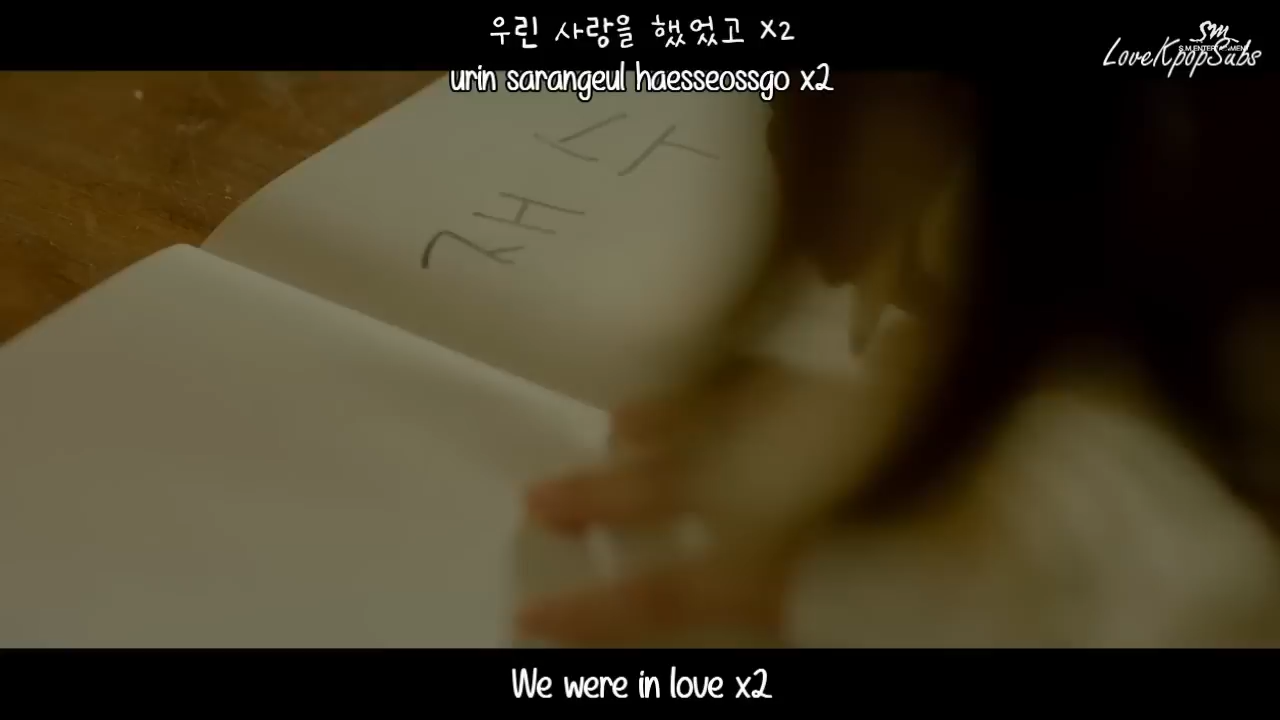 우린 사랑을 했었고 x2
urin sarangeul haesseossgo x2
SM
LoveKpopSubs
We were in love x2